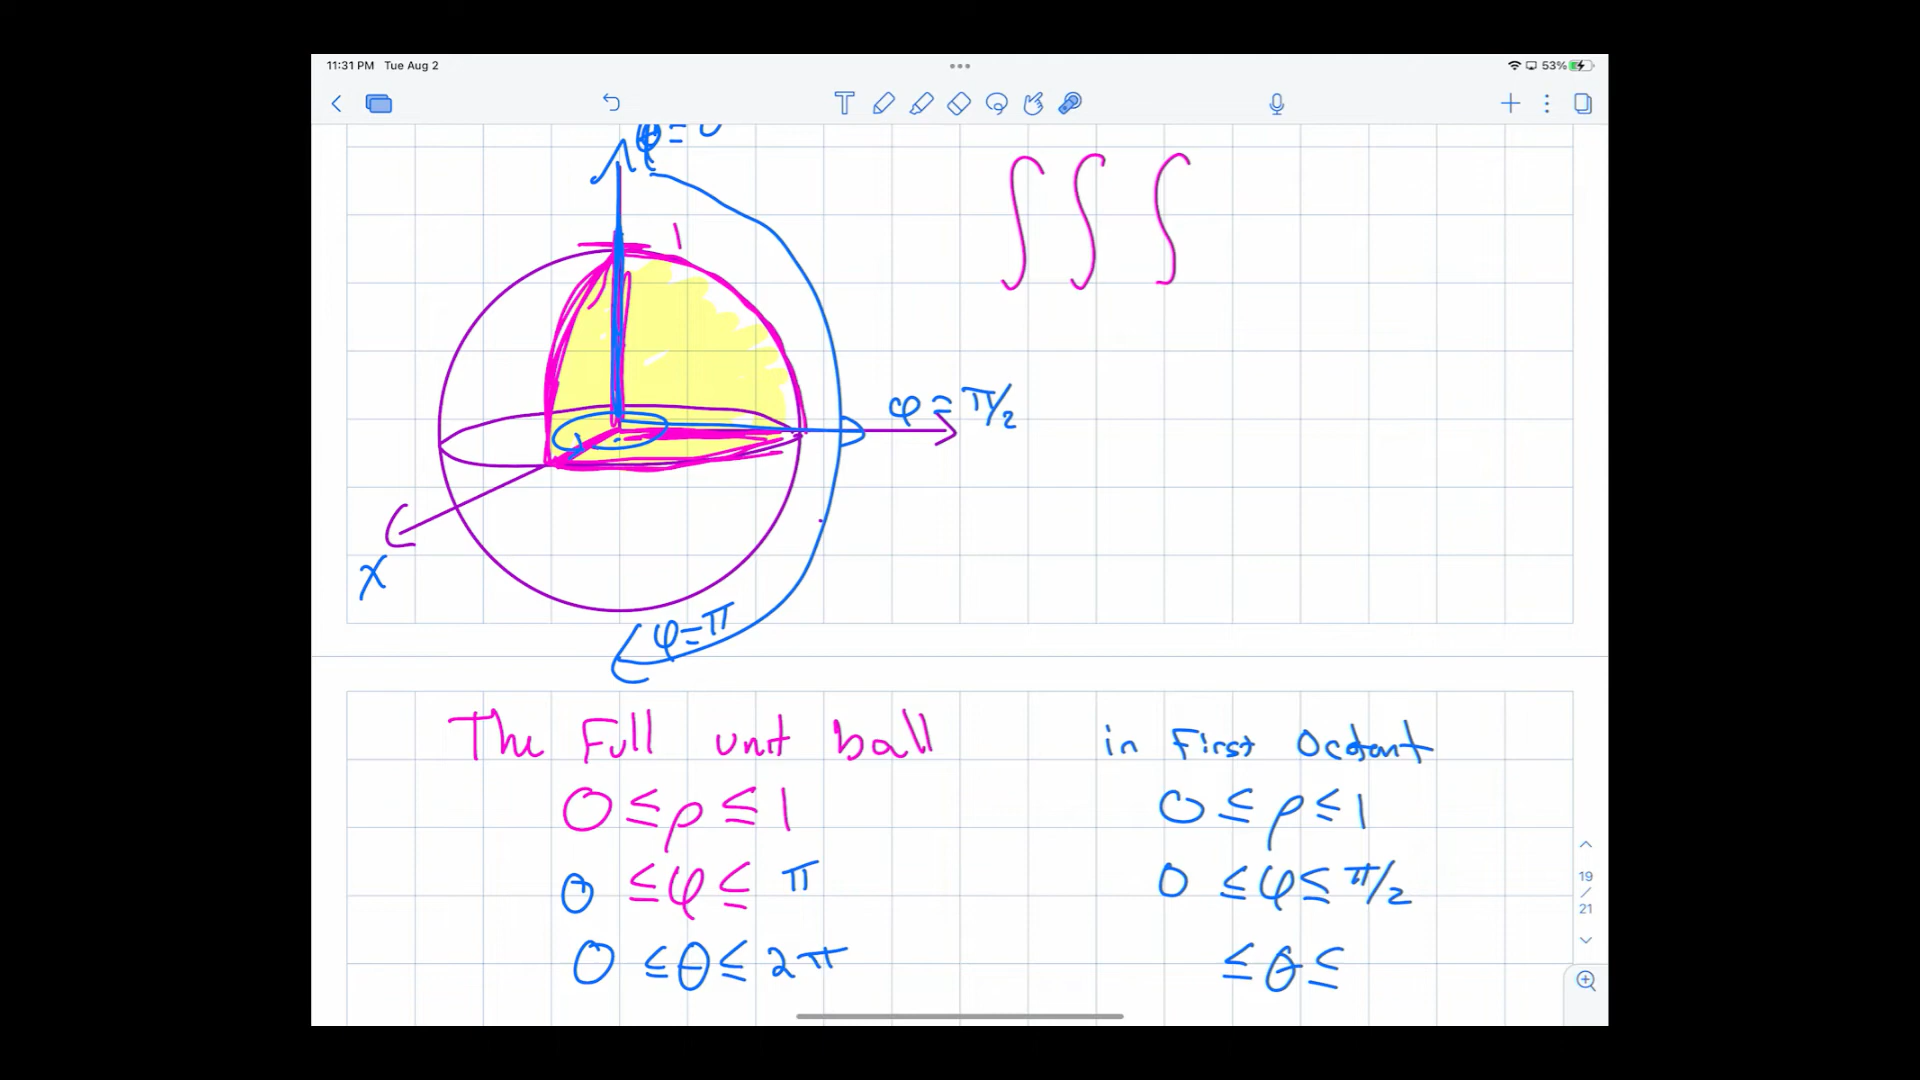 11:31 PM Tue Aug 2
53%
φ = 0
1
∫ ∫ ∫
φ = π/2
x
φ = π
The Full unit ball
0 ≤ ρ ≤ 1
0 ≤ φ ≤ π
0 ≤ θ ≤ 2π
in First Octant
0 ≤ ρ ≤ 1
0 ≤ φ ≤ π/2
≤ θ ≤
19
/
21